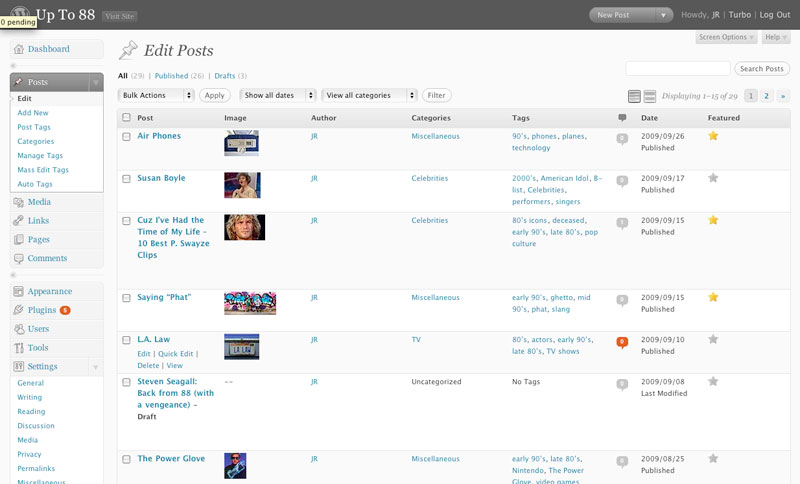 0 pending
Up To 88 Visit Site
New Post
Howdy, JR | Turbo | Log Out
Screen Options Help
Dashboard
Posts
Edit
Add New
Post Tags
Categories
Manage Tags
Mass Edit Tags
Auto Tags
Media
Links
Pages
Comments
Appearance
Plugins 5
Users
Tools
Settings
General
Writing
Reading
Discussion
Media
Privacy
Permalinks
Miscellaneous
Edit Posts
All (29) | Published (26) | Drafts (3)
Search Posts
Bulk Actions Apply Show all dates View all categories Filter
Displaying 1–15 of 29 1 2 »
Post Image Author Categories Tags Date Featured
Air Phones
JR
Miscellaneous
90's, phones, planes,
technology
0
2009/09/26
Published
Susan Boyle
JR
Celebrities
2000's, American Idol, B-
list, Celebrities,
performers, singers
0
2009/09/17
Published
Cuz I've Had the
Time of My Life –
10 Best P. Swayze
Clips
JR
Celebrities
80's icons, deceased,
early 90's, late 80's, pop
culture
1
2009/09/15
Published
Saying "Phat"
JR
Miscellaneous
early 90's, ghetto, mid
90's, phat, slang
0
2009/09/15
Published
L.A. Law
Edit | Quick Edit |
Delete | View
JR
TV
80's, actors, early 90's,
late 80's, TV shows
0
2009/09/10
Published
Steven Seagall:
Back from 88 (with
a vengeance) –
Draft
--
JR
Uncategorized
No Tags
0
2009/09/08
Last Modified
The Power Glove
JR
Miscellaneous
early 90's, late 80's,
Nintendo, The Power
Glove, video games
0
2009/08/25
Published